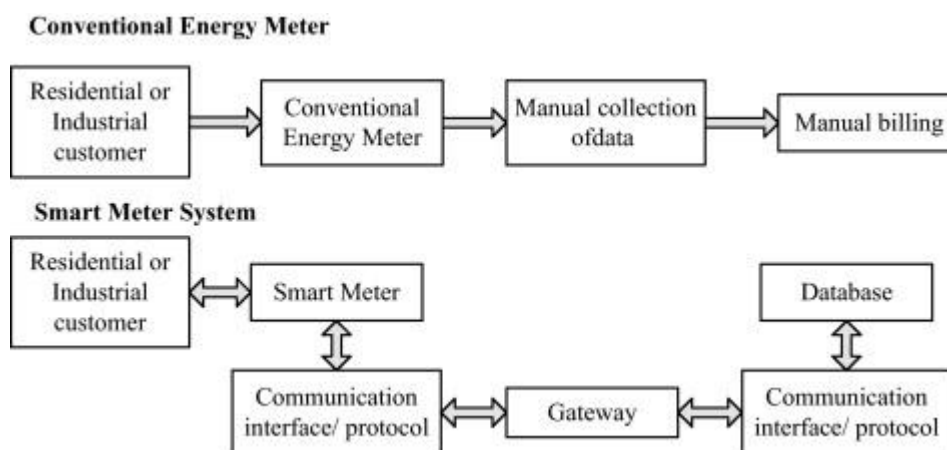 Conventional Energy Meter
Residential or
Industrial
customer
Conventional
Energy Meter
Manual collection
ofdata
Manual billing
Smart Meter System
Residential or
Industrial
customer
Smart Meter
Database
Communication
interface/ protocol
Gateway
Communication
interface/ protocol